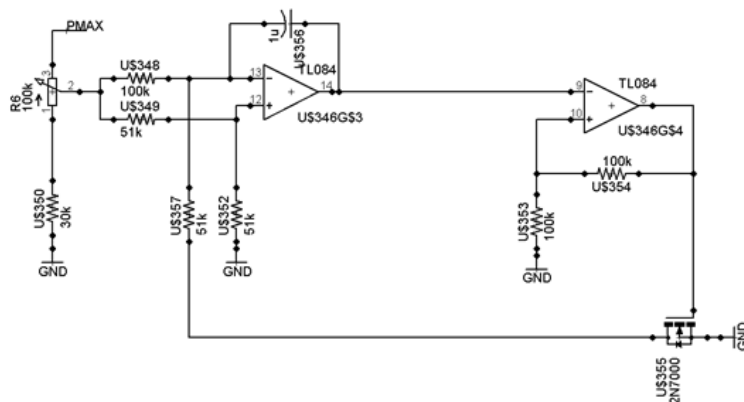 PMAX
1u
U$356
TL084
U$348
100k
13
14
12
U$346G$3
R6
100k
3
2
1
U$349
51k
TL084
9
8
10
U$346G$4
100k
U$354
U$350
30k
U$357
51k
U$352
51k
U$353
100k
GND
GND
GND
U$355
2N7000
GND